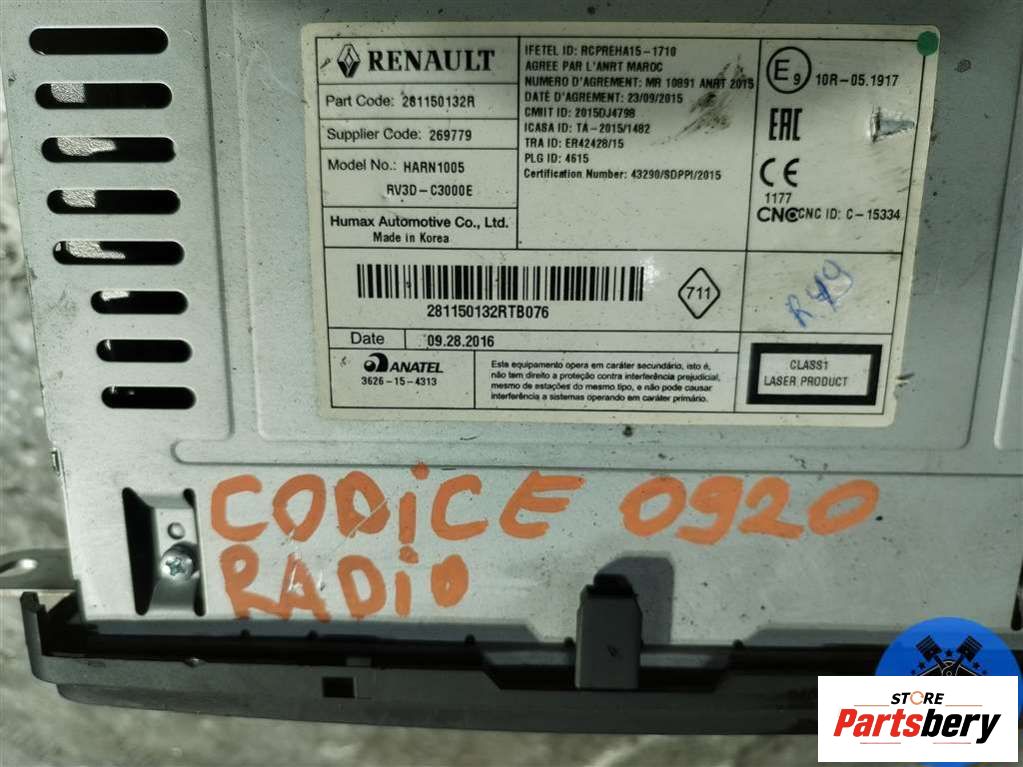 RENAULT
Part Code: 281150132R
Supplier Code: 269779
Model No.: HARN1005
RV3D-C3000E
Humax Automotive Co., Ltd.
Made in Korea
IFETEL ID: RCPREHA15-1710
AGREE PAR L'ANRT MAROC
NUMERO D'AGREMENT: MR 10891 ANRT 2015
DATÉ D'AGREMENT: 23/09/2015
CMIIT ID: 2015DJ4798
ICASA ID: TA-2015/1482
TRA ID: ER42428/15
PLG ID: 4615
Certification Number: 43290/SDPPI/2015
E9 10R-05.1917
EAC
CE
1177
CNC CNC ID: C-15334
281150132RTB076
711
R49
Date 09.28.2016
ANATEL
3626-15-4313
Este equipamento opera em caráter secundário, isto é,
não tem direito a proteção contra interferência prejudicial,
mesmo de estações do mesmo tipo, e não pode causar
interferência a sistemas operando em caráter primário.
CLASS1
LASER PRODUCT
CODiCE 0920
RADiO
STORE
Partsbery